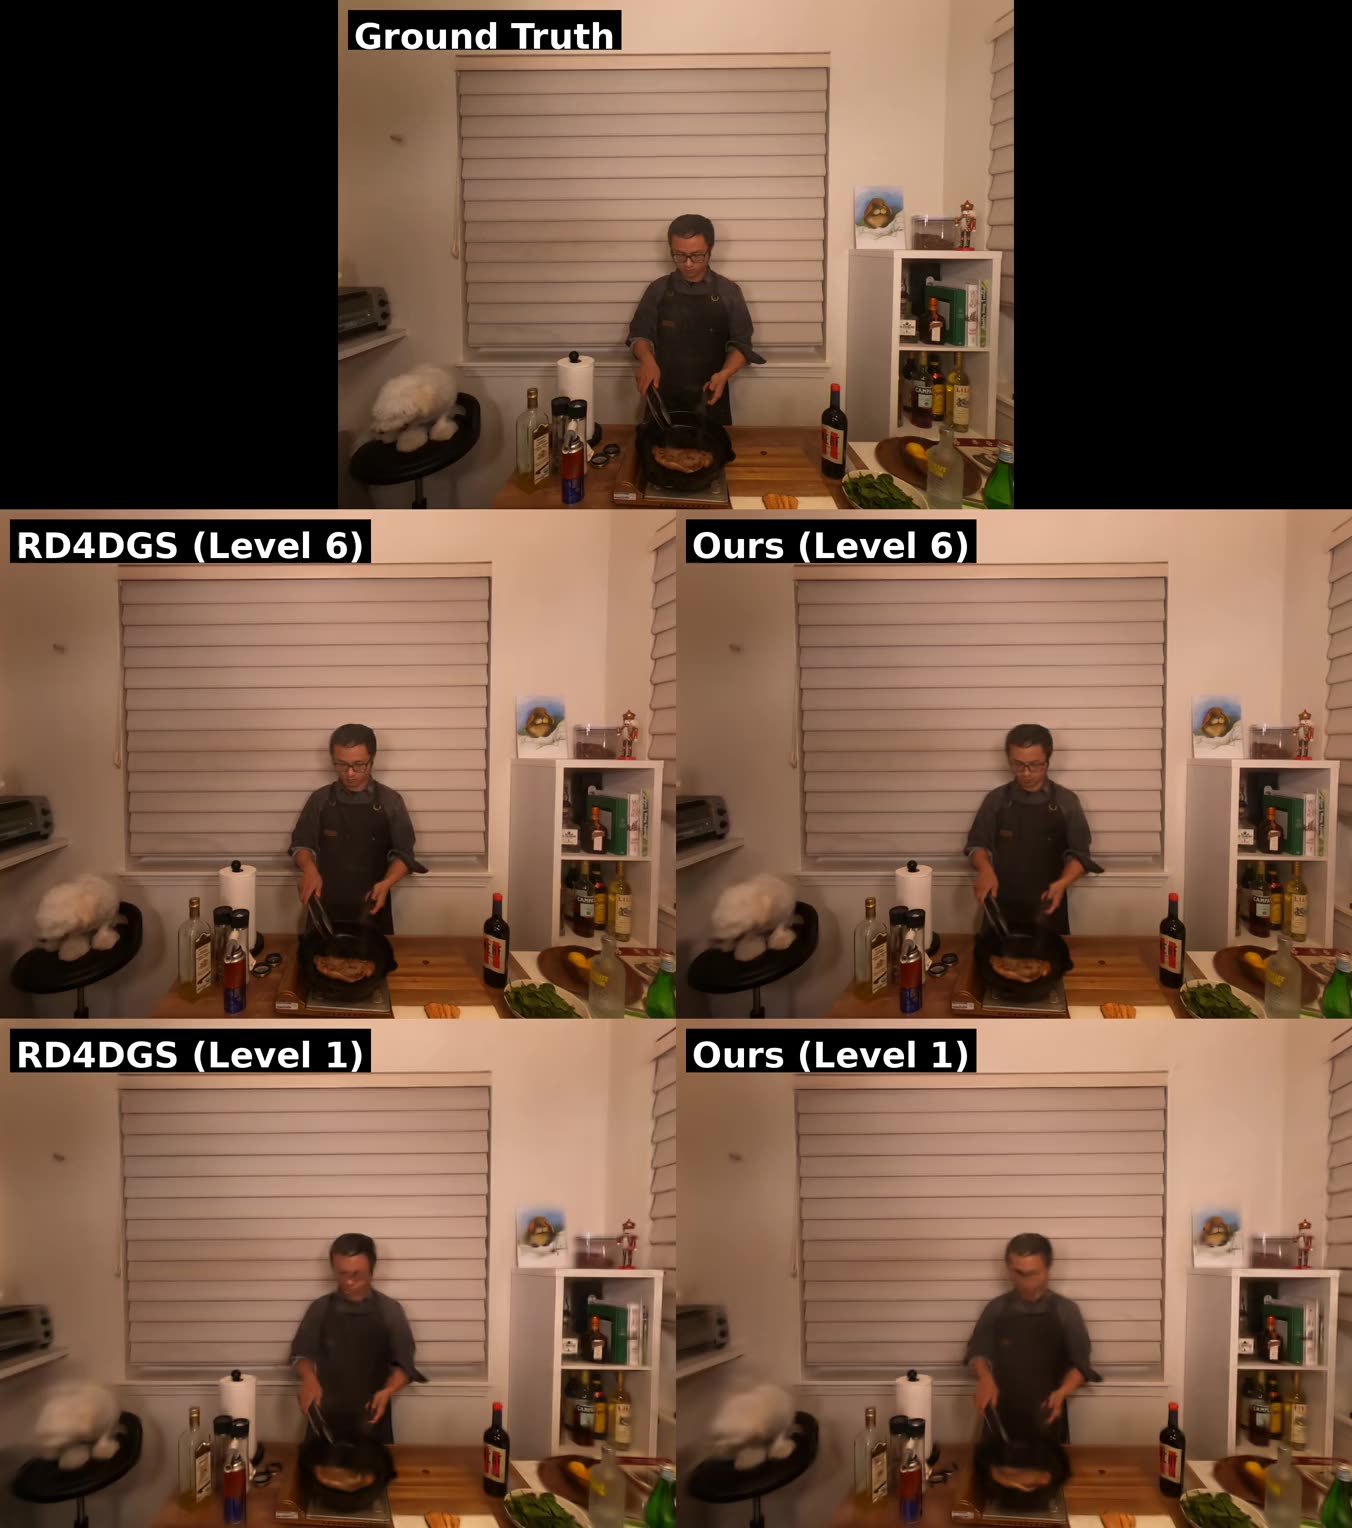 Ground Truth
RD4DGS (Level 6)
Ours (Level 6)
RD4DGS (Level 1)
Ours (Level 1)